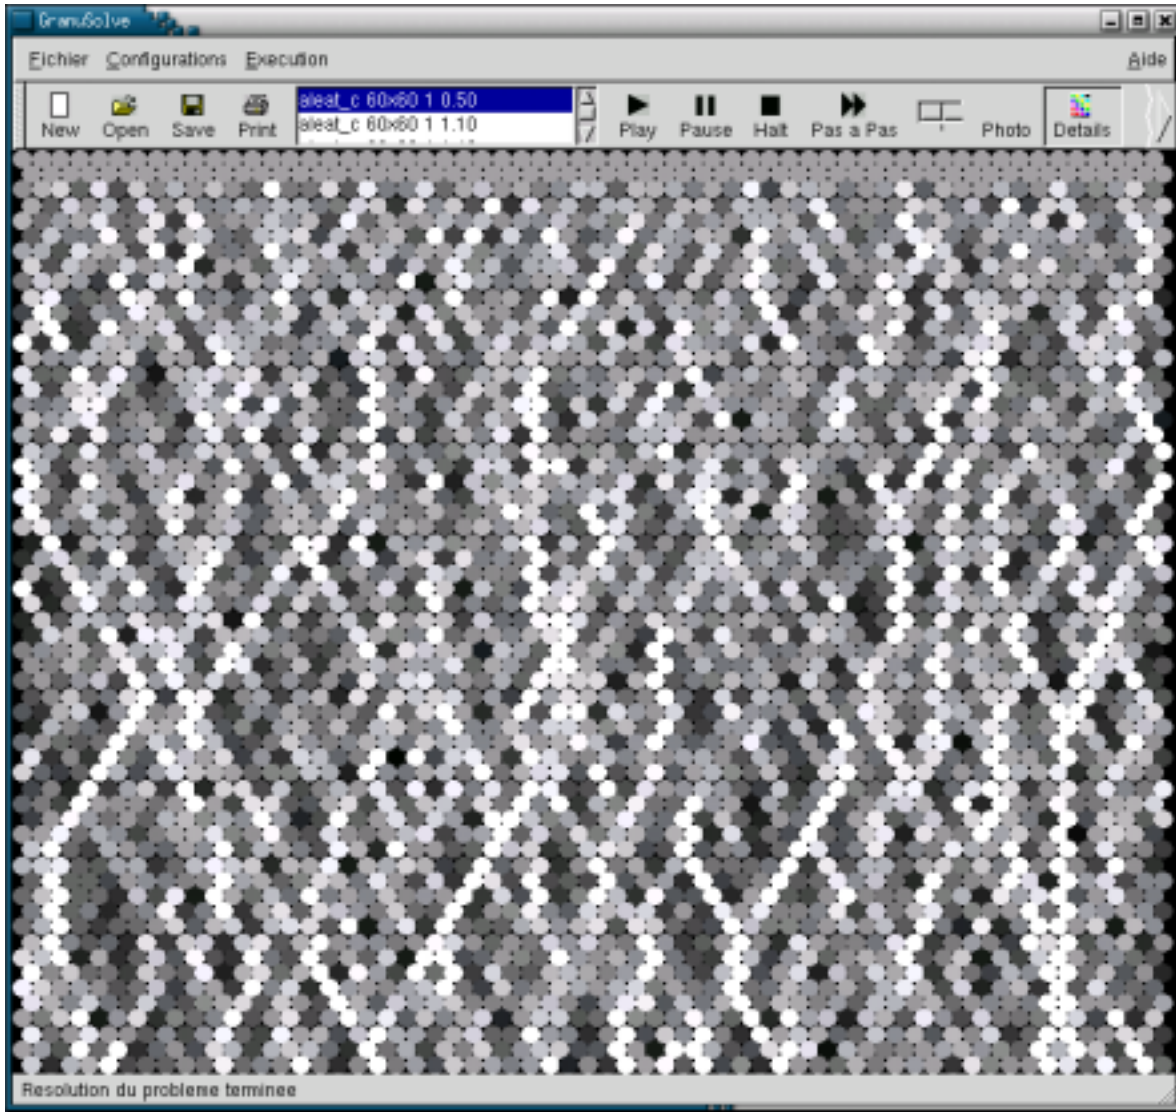 GranuSolve
Fichier Configurations Execution Aide
aleat_c 60x60 1 0.50
aleat_c 60x60 1 1.10
New Open Save Print Play Pause Halt Pas a Pas Photo Details
Resolution du probleme terminee